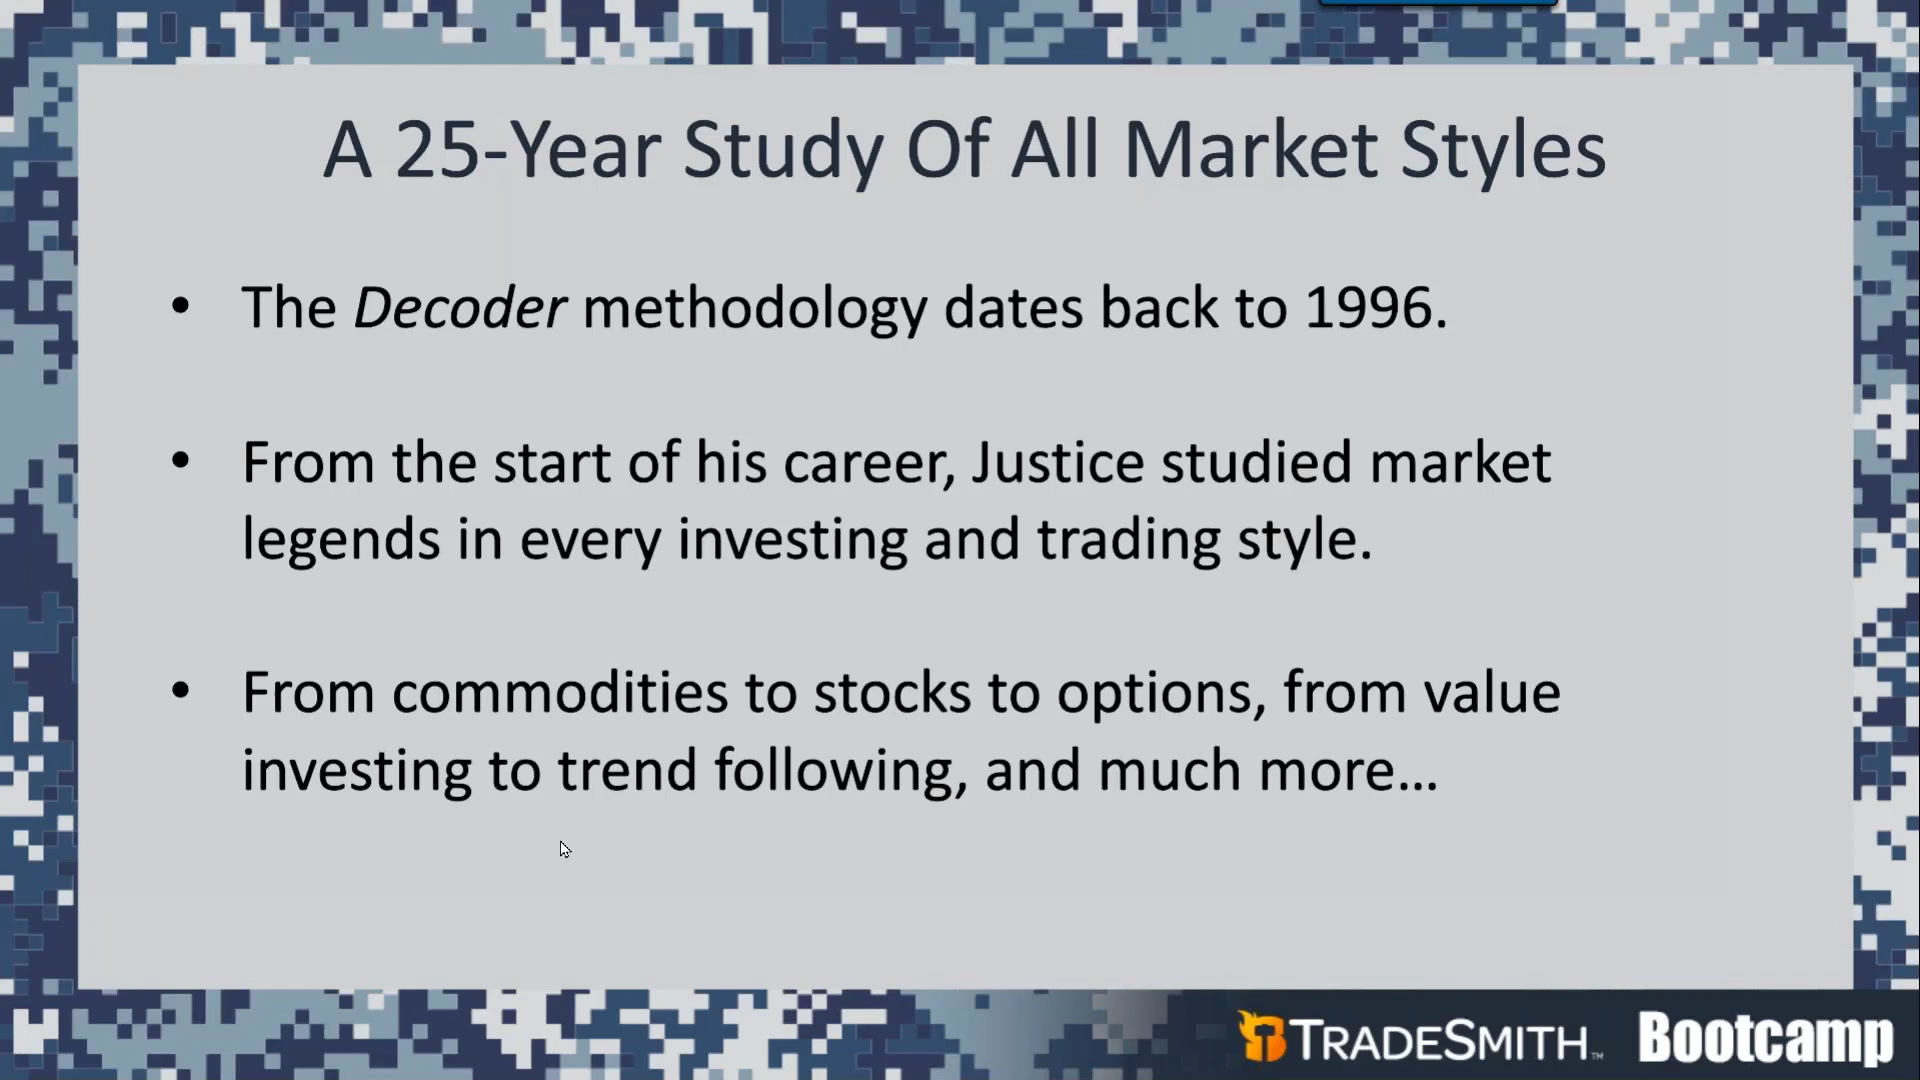 A 25-Year Study Of All Market Styles
• The Decoder methodology dates back to 1996.
• From the start of his career, Justice studied market
legends in every investing and trading style.
• From commodities to stocks to options, from value
investing to trend following, and much more…
TRADESMITH™ Bootcamp